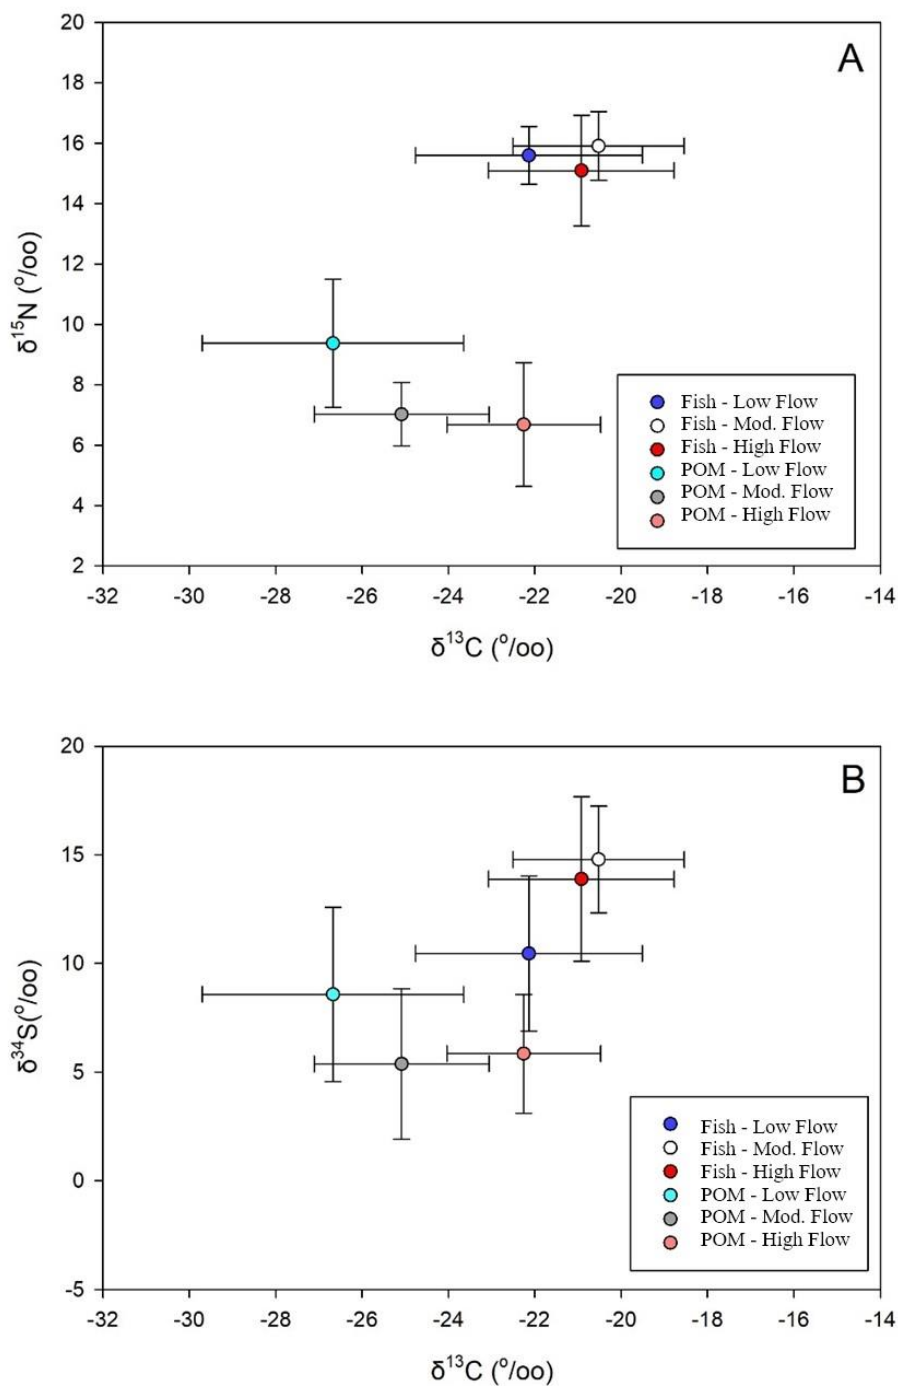 A
20
18
16
14
12
10
8
6
4
2
δ¹⁵N (°/oo)
Fish - Low Flow
Fish - Mod. Flow
Fish - High Flow
POM - Low Flow
POM - Mod. Flow
POM - High Flow
-32 -30 -28 -26 -24 -22 -20 -18 -16 -14
δ¹³C (°/oo)
B
20
15
10
5
0
-5
δ³⁴S(°/oo)
Fish - Low Flow
Fish - Mod. Flow
Fish - High Flow
POM - Low Flow
POM - Mod. Flow
POM - High Flow
-32 -30 -28 -26 -24 -22 -20 -18 -16 -14
δ¹³C (°/oo)